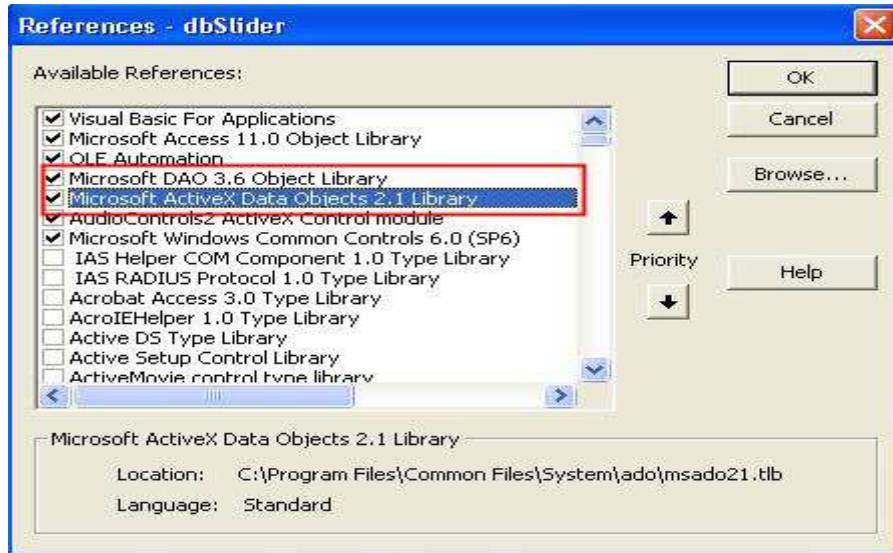 References - dbSlider
Available References:
Visual Basic For Applications
Microsoft Access 11.0 Object Library
OLE Automation
Microsoft DAO 3.6 Object Library
Microsoft ActiveX Data Objects 2.1 Library
AudioControls2 ActiveX Control module
Microsoft Windows Common Controls 6.0 (SP6)
IAS Helper COM Component 1.0 Type Library
IAS RADIUS Protocol 1.0 Type Library
Acrobat Access 3.0 Type Library
AcroIEHelper 1.0 Type Library
Active DS Type Library
Active Setup Control Library
ActiveMovie control type library
Priority
OK
Cancel
Browse...
Help
Microsoft ActiveX Data Objects 2.1 Library
Location: C:\Program Files\Common Files\System\ado\msado21.tlb
Language: Standard